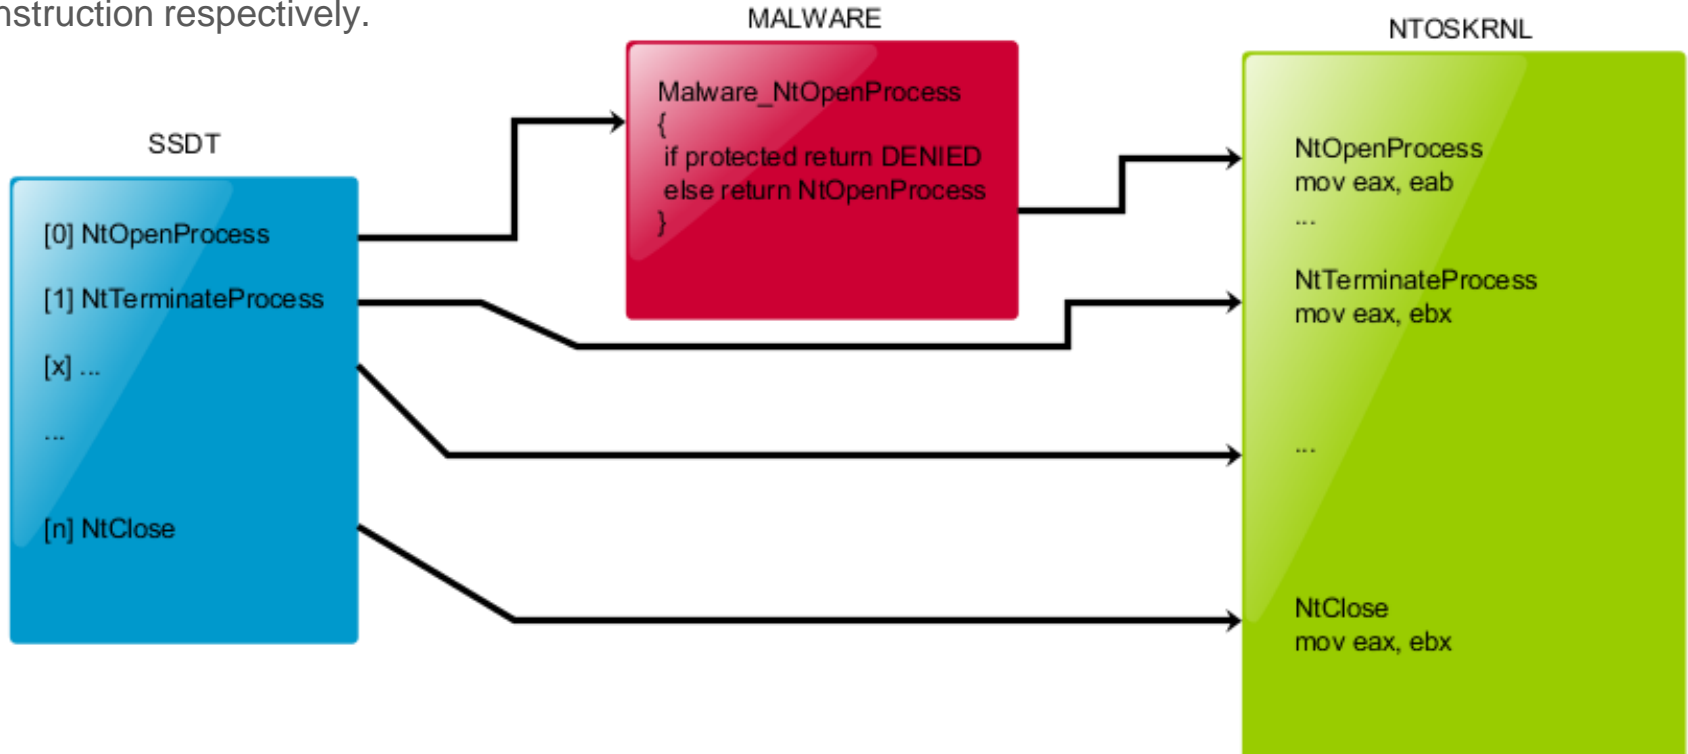 nstruction respectively.
MALWARE
NTOSKRNL
SSDT
[0] NtOpenProcess
[1] NtTerminateProcess
[x] ...
...
[n] NtClose
Malware_NtOpenProcess
{
if protected return DENIED
else return NtOpenProcess
}
NtOpenProcess
mov eax, eab
...
NtTerminateProcess
mov eax, ebx
...
NtClose
mov eax, ebx